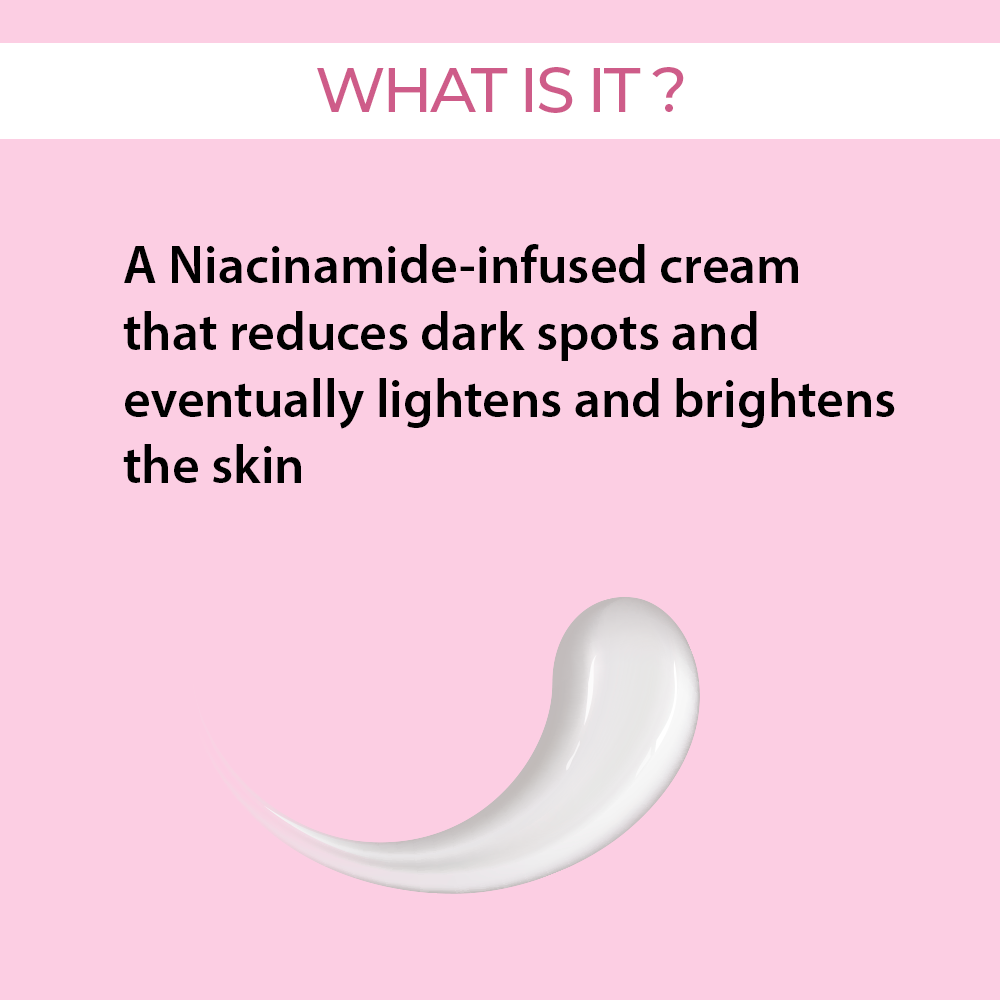 WHAT IS IT ?
A Niacinamide-infused cream
that reduces dark spots and
eventually lightens and brightens
the skin